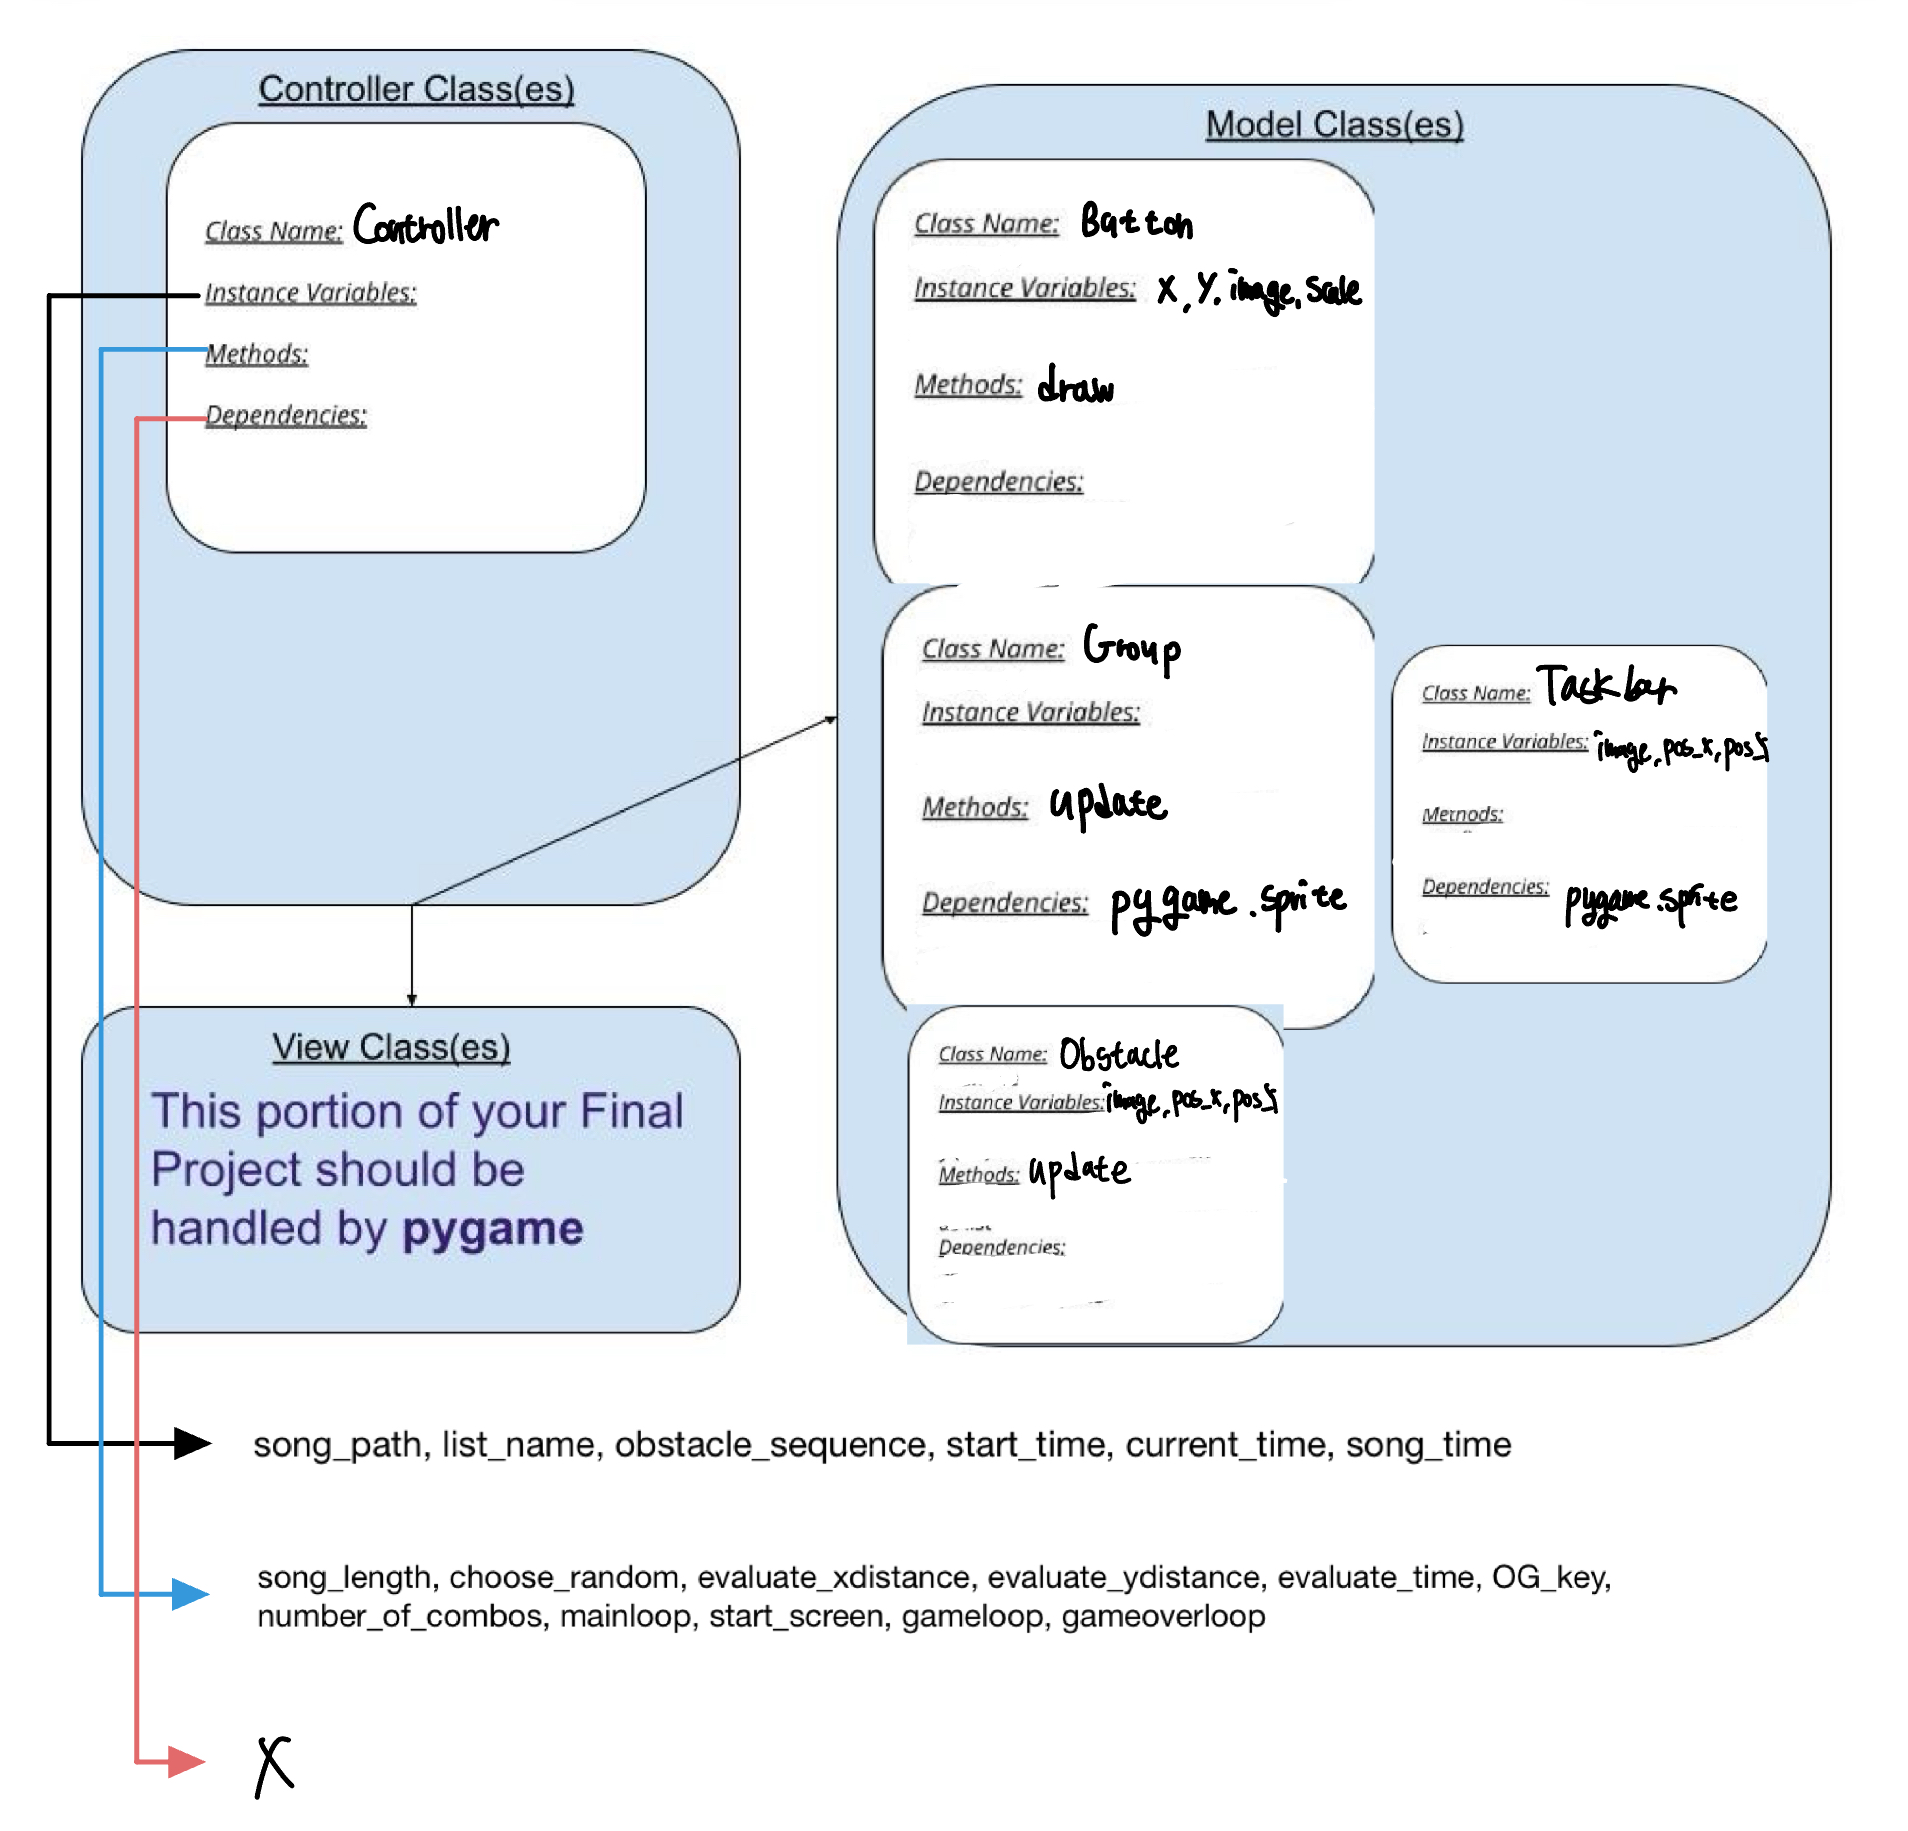 Controller Class(es)
Class Name: Controller
Instance Variables:
Methods:
Dependencies:
Model Class(es)
Class Name: Button
Instance Variables: X, Y, image, Scale
Methods: draw
Dependencies:
Class Name: Group
Instance Variables:
Methods: update
Dependencies: pygame.sprite
Class Name: Taskbar
Instance Variables: image, pos_x, pos_y
Methods:
Dependencies: pygame.sprite
Class Name: Obstacle
Instance Variables: image, pos_x, pos_y
Methods: update
Dependencies:
View Class(es)
This portion of your Final
Project should be
handled by pygame
song_path, list_name, obstacle_sequence, start_time, current_time, song_time
song_length, choose_random, evaluate_xdistance, evaluate_ydistance, evaluate_time, OG_key,
number_of_combos, mainloop, start_screen, gameloop, gameoverloop
X